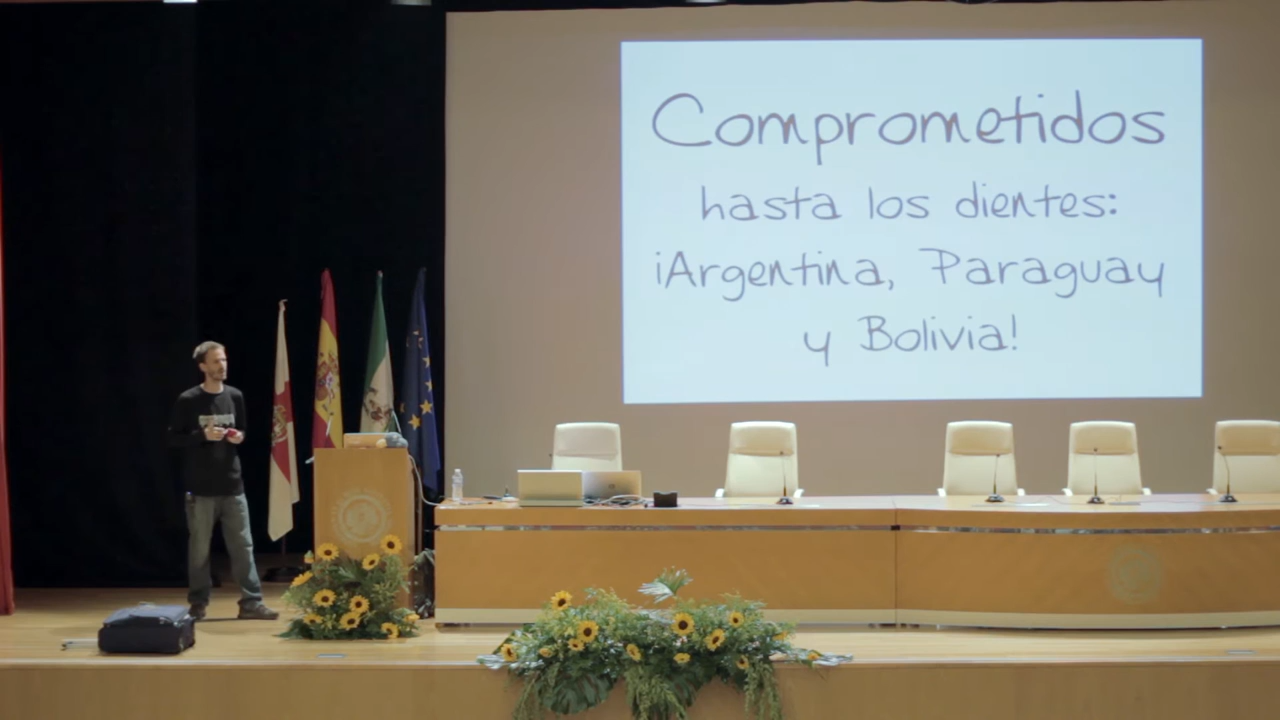 Comprometidos
hasta los dientes:
¡Argentina, Paraguay
y Bolivia!